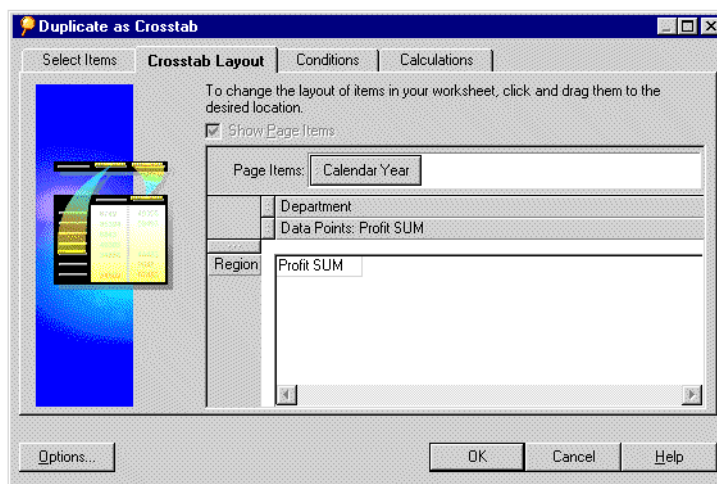 Duplicate as Crosstab
Select Items
Crosstab Layout
Conditions
Calculations
To change the layout of items in your worksheet, click and drag them to the
desired location.
Show Page Items
Page Items:
Calendar Year
Department
Data Points: Profit SUM
Region
Profit SUM
Options...
OK
Cancel
Help